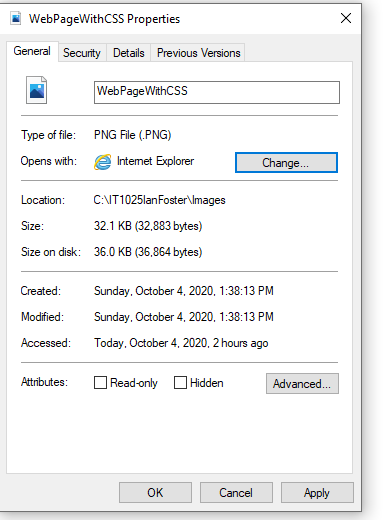 WebPageWithCSS Properties
General Security Details Previous Versions
WebPageWithCSS
Type of file: PNG File (.PNG)
Opens with: Internet Explorer Change...
Location: C:\IT1025IanFoster\Images
Size: 32.1 KB (32,883 bytes)
Size on disk: 36.0 KB (36,864 bytes)
Created: Sunday, October 4, 2020, 1:38:13 PM
Modified: Sunday, October 4, 2020, 1:38:13 PM
Accessed: Today, October 4, 2020, 2 hours ago
Attributes: Read-only Hidden Advanced...
OK Cancel Apply